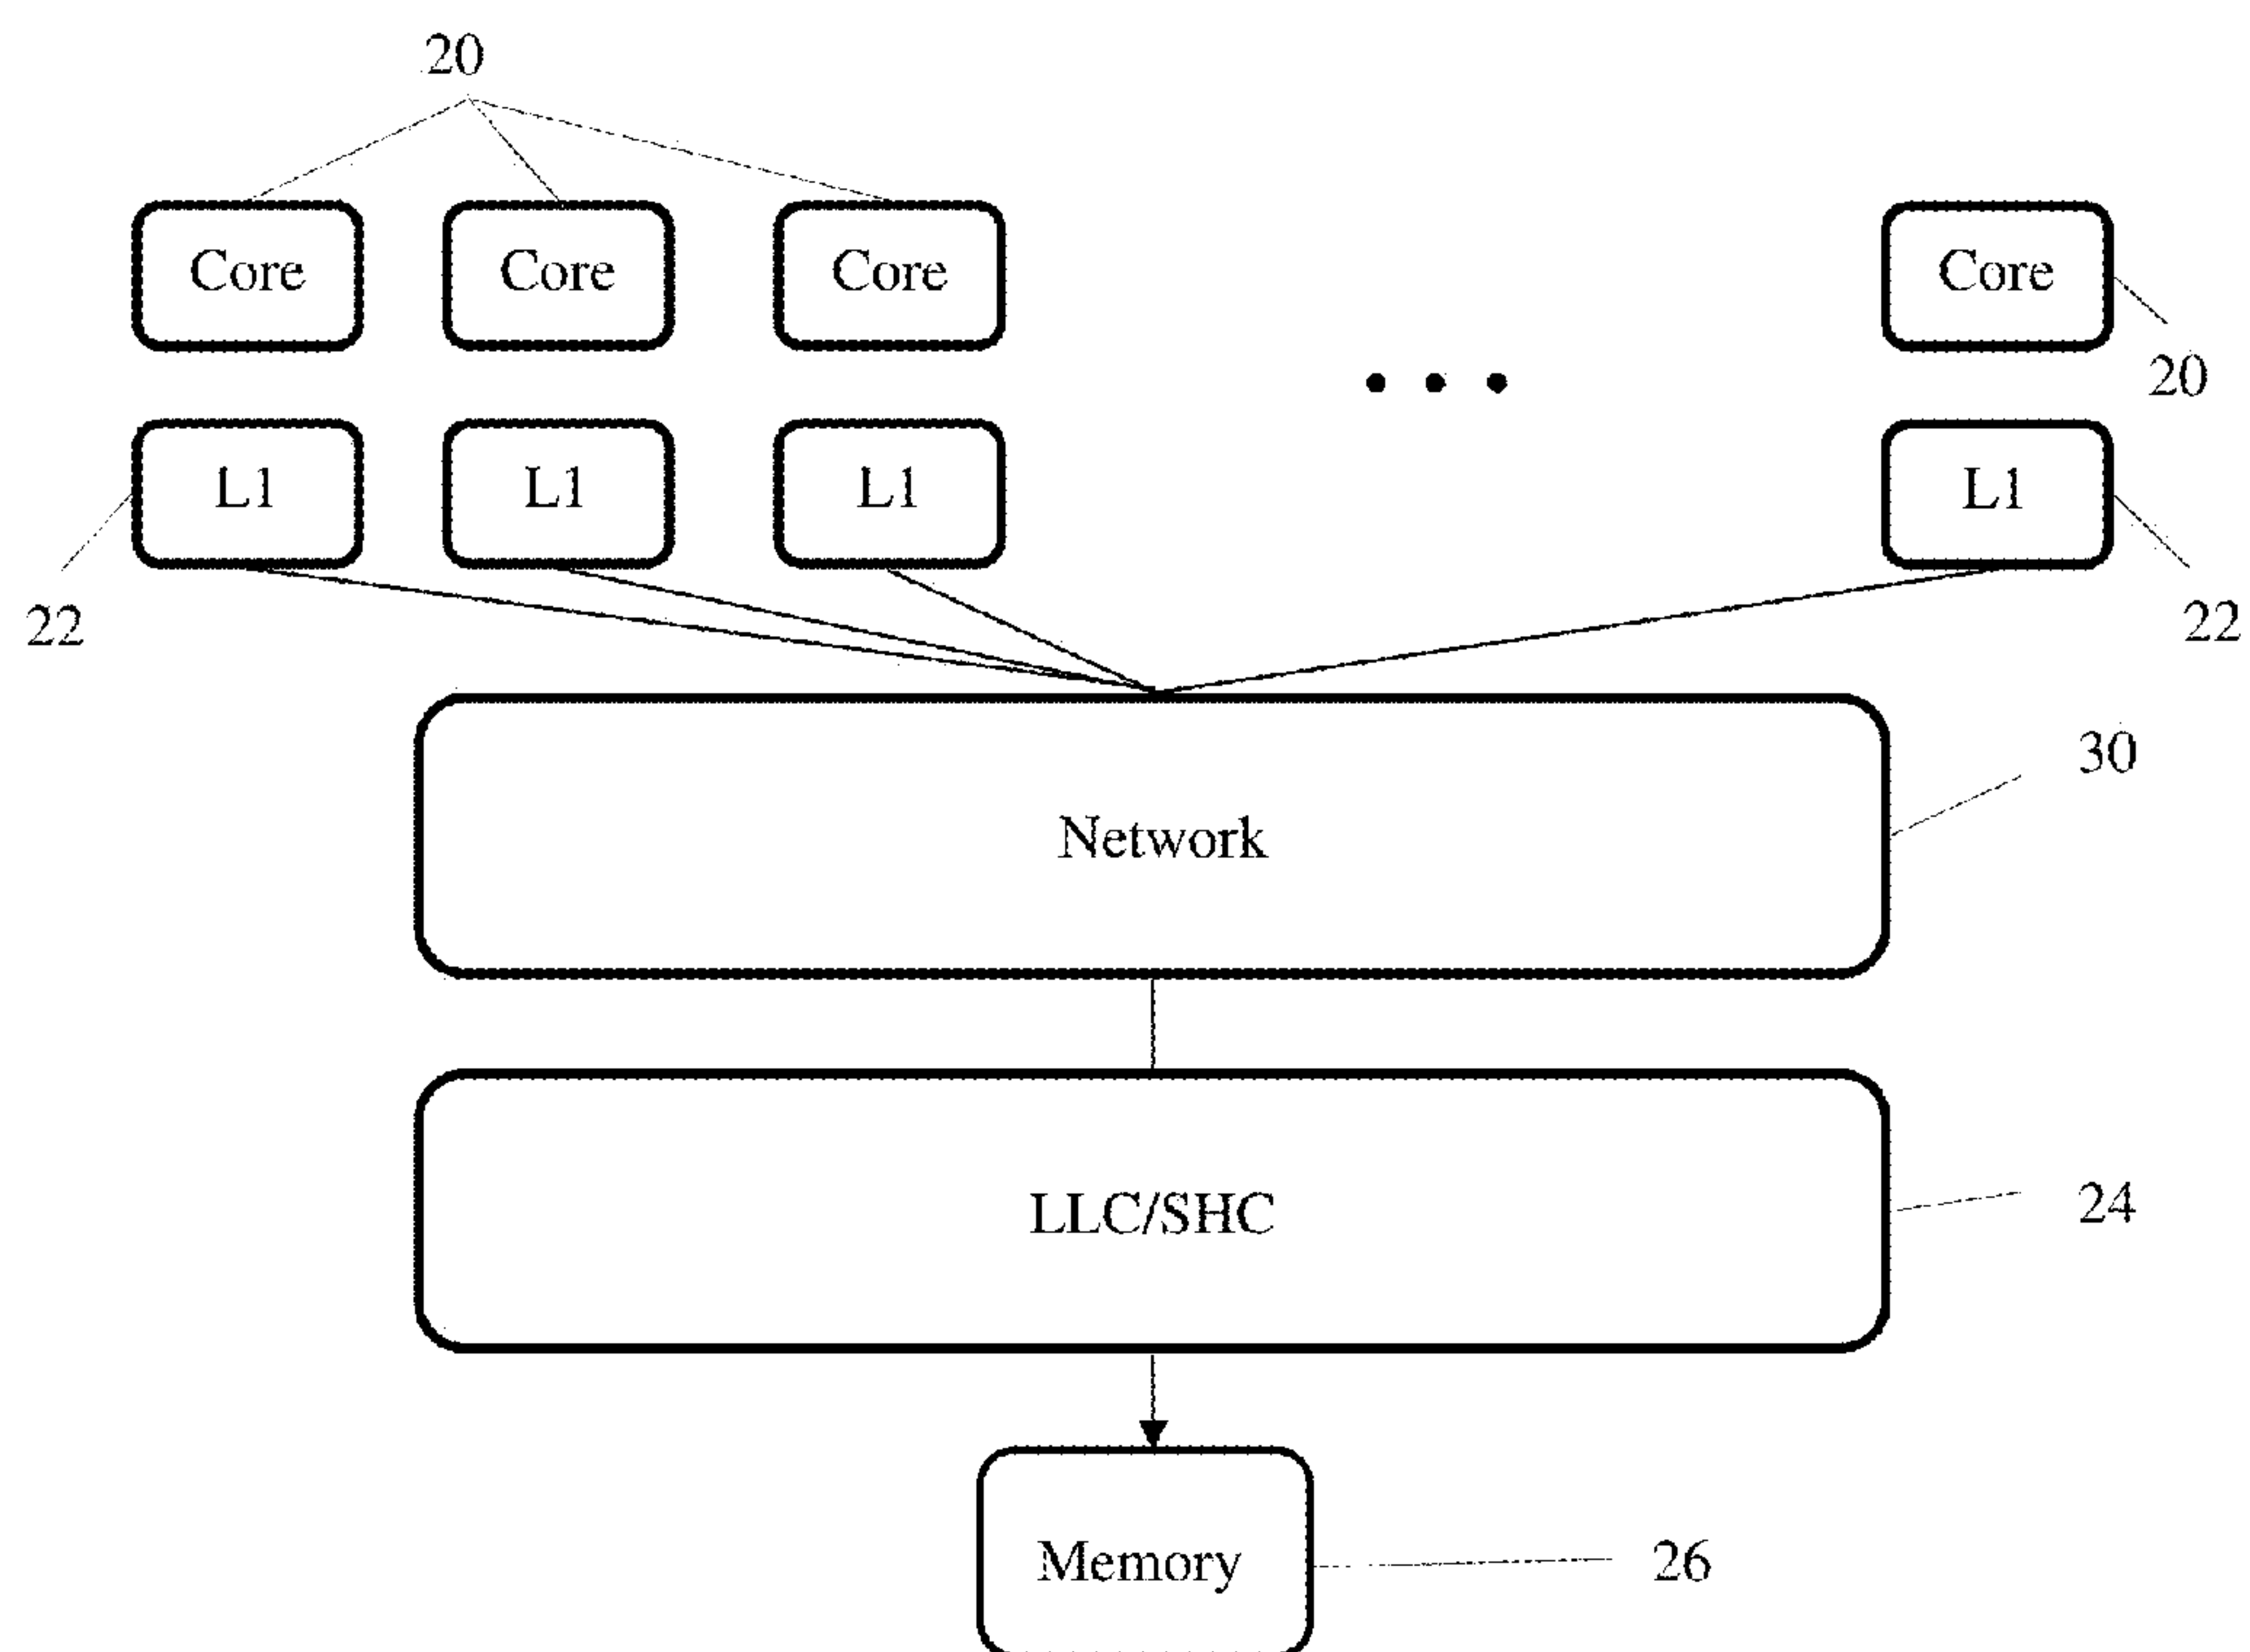 20
Core Core Core Core
20
L1 L1 L1 L1
22 22
Network
30
LLC/SHC
24
Memory
26